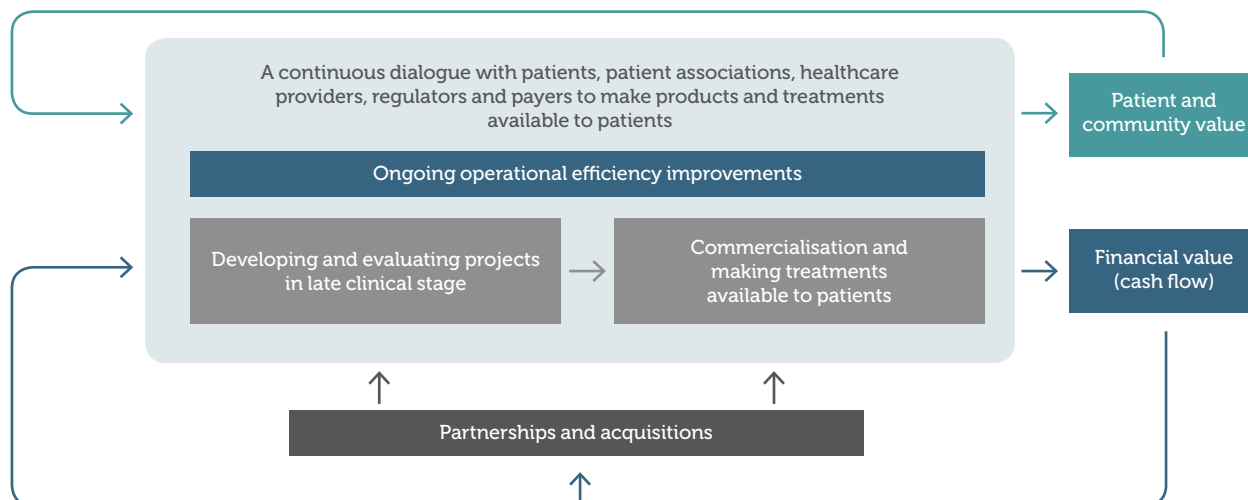 A continuous dialogue with patients, patient associations, healthcare
providers, regulators and payers to make products and treatments
available to patients
Patient and
community value
Ongoing operational efficiency improvements
Developing and evaluating projects
in late clinical stage
Commercialisation and
making treatments
available to patients
Financial value
(cash flow)
Partnerships and acquisitions